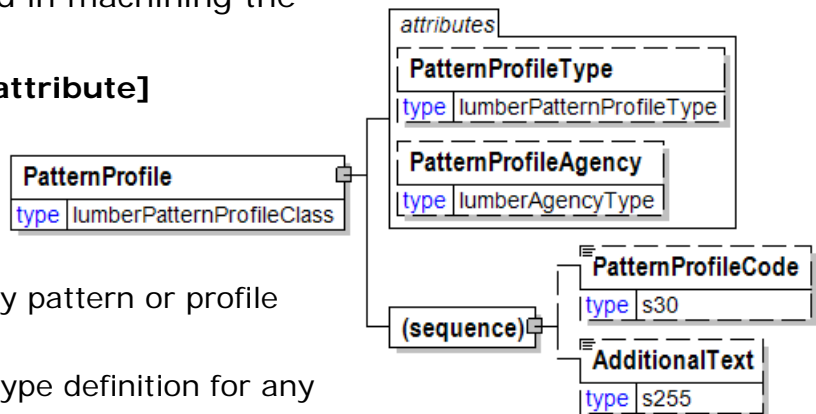 d in machining the
attribute]
y pattern or profile
ype definition for any
attributes
PatternProfileType
type lumberPatternProfileType
PatternProfileAgency
type lumberAgencyType
PatternProfile
type lumberPatternProfileClass
(sequence)
PatternProfileCode
type s30
AdditionalText
type s255